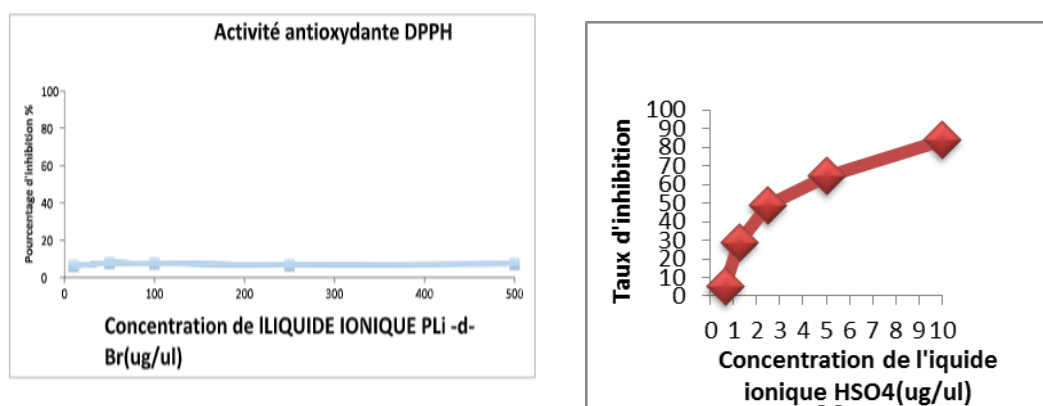 Activité antioxydante DPPH
Pourcentage d'inhibition %
100
80
60
40
20
0
0 100 200 300 400 500
Concentration de lLIQUIDE IONIQUE PLi -d-
Br(ug/ul)
Taux d'inhibition
100
90
80
70
60
50
40
30
20
10
0
0 1 2 3 4 5 6 7 8 9 10
Concentration de l'iquide
ionique HSO4(ug/ul)